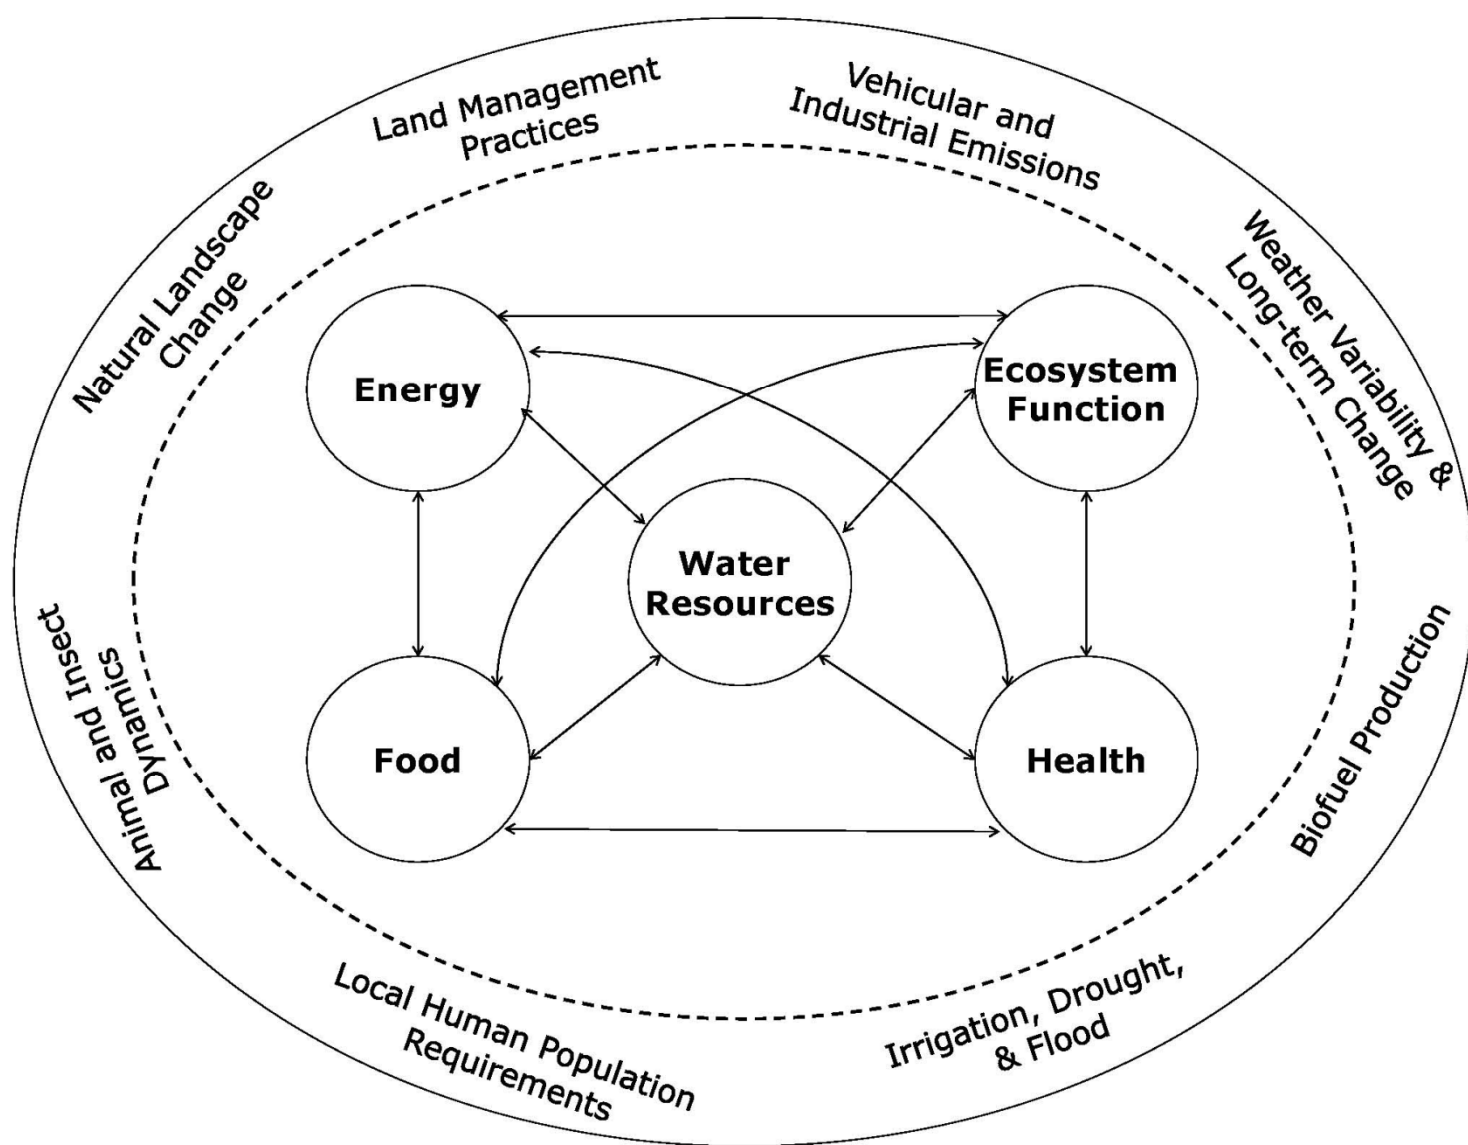 Land Management
Practices
Vehicular and
Industrial Emissions
Natural Landscape
Change
Weather Variability &
Long-term Change
Energy
Ecosystem
Function
Water
Resources
Food
Health
Animal and Insect
Dynamics
Biofuel Production
Local Human Population
Requirements
Irrigation, Drought,
& Flood